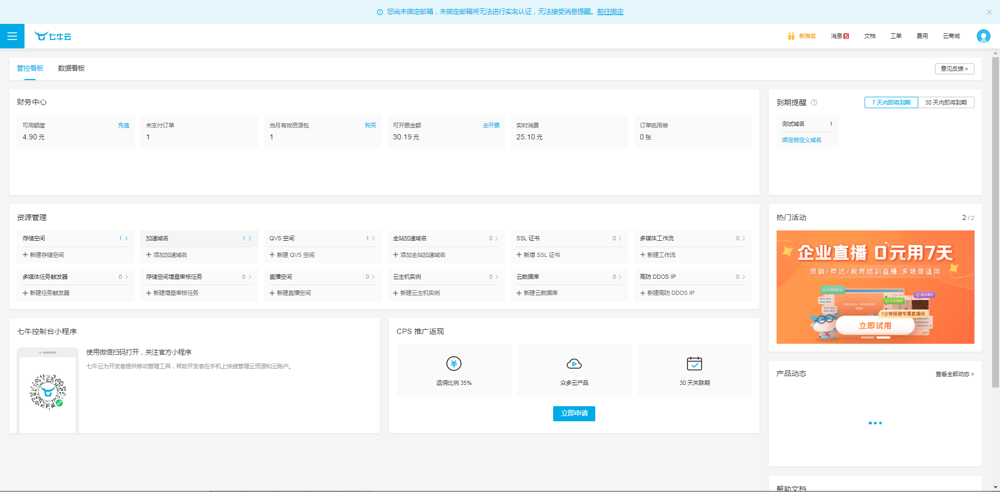 您尚未绑定邮箱，未绑定邮箱将无法进行实名认证，无法接受消息提醒。前往绑定
七牛云
新推官 消息 5 文档 工单 费用 云商城
管控看板 数据看板 意见反馈 >
财务中心
可用额度 充值
4.90 元
未支付订单
1
当月有效资源包 购买
1
可开票金额 去开票
30.19 元
实时消费
25.10 元
订单抵用券
0 张
到期提醒 7 天内即将到期 30 天内即将到期
测试域名 1
绑定自定义域名
资源管理
存储空间 1
+ 新建存储空间
加速域名 1
+ 添加加速域名
QVS 空间 1
+ 新建 QVS 空间
全站加速域名 0
+ 添加全站加速域名
SSL 证书 0
+ 新增 SSL 证书
多媒体工作流 0
+ 新建工作流
多媒体任务触发器 0
+ 新建任务触发器
存储空间增量审核任务 0
+ 新建增量审核任务
直播空间 0
+ 新建直播空间
云主机实例 0
+ 新建云主机实例
云数据库 0
+ 新建云数据库
高防 DDOS IP 0
+ 新建高防 DDOS IP
热门活动 2 / 2
企业直播 0元用7天
营销/带货/教育培训直播,多场景适用
1分钟搭建专属直播间
立即试用
七牛控制台小程序
使用微信扫码打开，关注官方小程序
七牛云为开发者提供移动管理工具，帮助开发者在手机上快捷管理云资源和云账户。
CPS 推广返现
返佣比例 35%
众多云产品
30 天关联期
立即申请
产品动态 查看全部动态 >
帮助文档